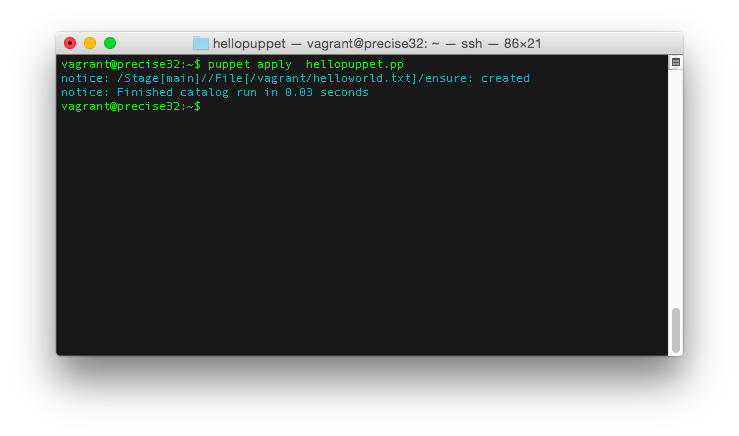 hellopuppet — vagrant@precise32: ~ — ssh — 86×21
vagrant@precise32:~$ puppet apply  hellopuppet.pp
notice: /Stage[main]//File[/vagrant/helloworld.txt]/ensure: created
notice: Finished catalog run in 0.03 seconds
vagrant@precise32:~$